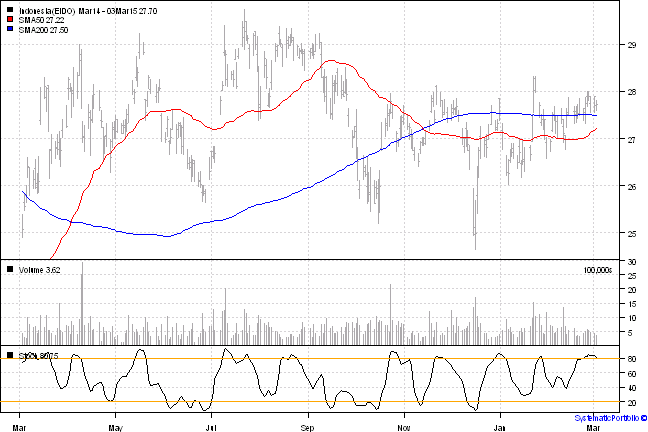 Indonesia(EIDO) Mar14 - 03Mar15 27.70
SMA50 27.22
SMA200 27.50
29
28
27
26
25
Volume 3.62
100,000s
30
25
20
15
10
5
80
60
40
20
Mar May Jul Sep Nov Jan Mar
SystematicPortfolio ©